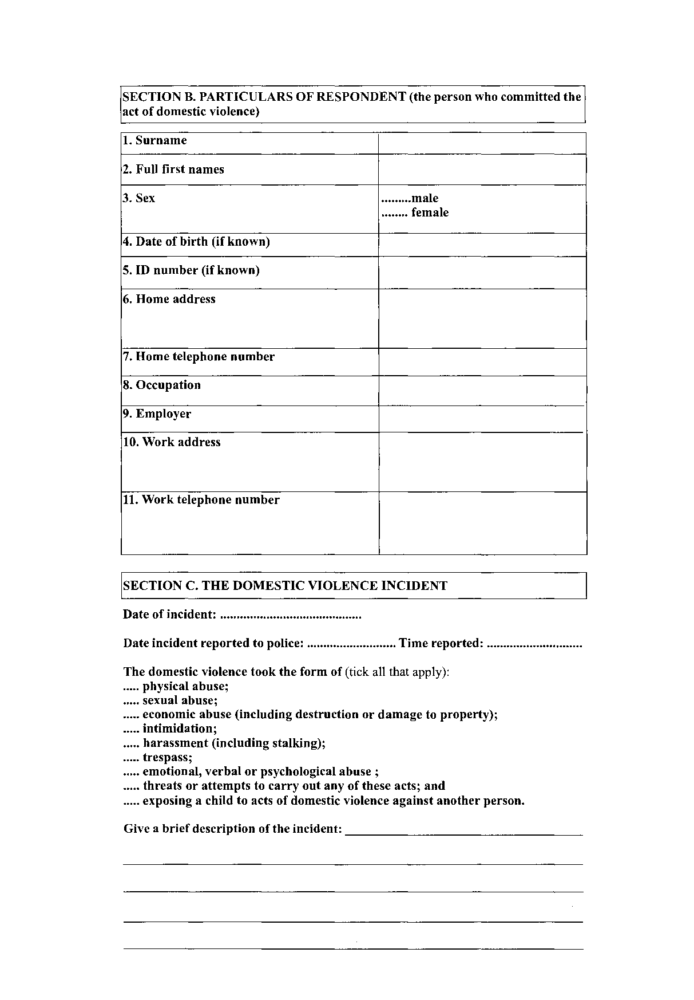 SECTION B. PARTICULARS OF RESPONDENT (the person who committed the
act of domestic violence)
1. Surname
2. Full first names
3. Sex .........male
........ female
4. Date of birth (if known)
5. ID number (if known)
6. Home address
7. Home telephone number
8. Occupation
9. Employer
10. Work address
11. Work telephone number
SECTION C. THE DOMESTIC VIOLENCE INCIDENT
Date of incident: ...........................................
Date incident reported to police: ........................... Time reported: .............................
The domestic violence took the form of (tick all that apply):
..... physical abuse;
..... sexual abuse;
..... economic abuse (including destruction or damage to property);
..... intimidation;
..... harassment (including stalking);
..... trespass;
..... emotional, verbal or psychological abuse ;
..... threats or attempts to carry out any of these acts; and
..... exposing a child to acts of domestic violence against another person.
Give a brief description of the incident: